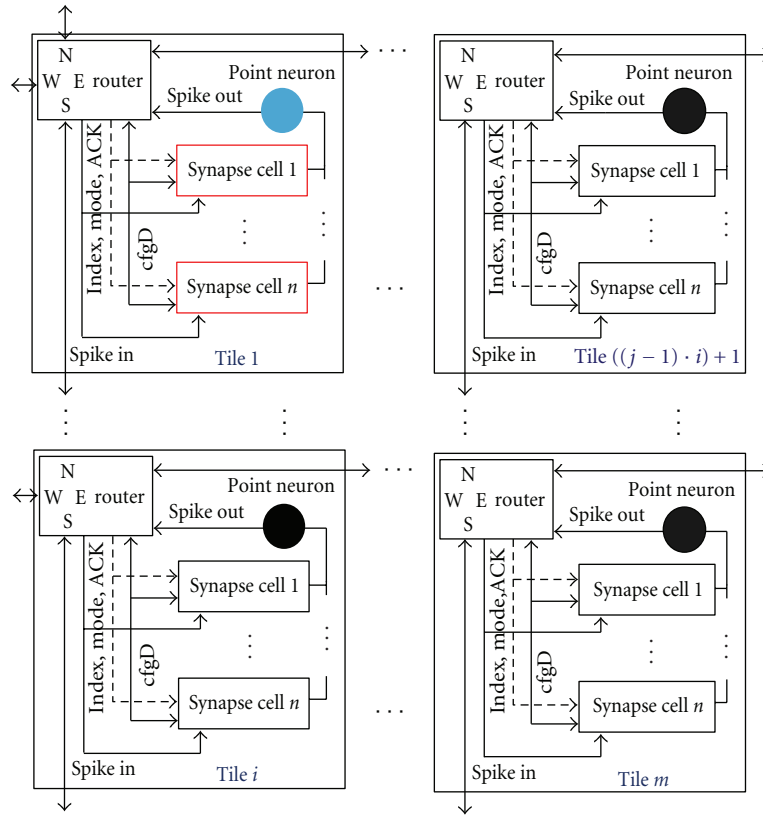 N
W E router
S
Point neuron
Spike out
Index, mode, ACK
cfgD
Synapse cell 1
Synapse cell n
Spike in
Tile 1
N
W E router
S
Point neuron
Spike out
Index, mode, ACK
cfgD
Synapse cell 1
Synapse cell n
Spike in
Tile ((j − 1) · i) + 1
N
W E router
S
Point neuron
Spike out
Index, mode, ACK
cfgD
Synapse cell 1
Synapse cell n
Spike in
Tile i
N
W E router
S
Point neuron
Spike out
Index, mode,ACK
cfgD
Synapse cell 1
Synapse cell n
Spike in
Tile m